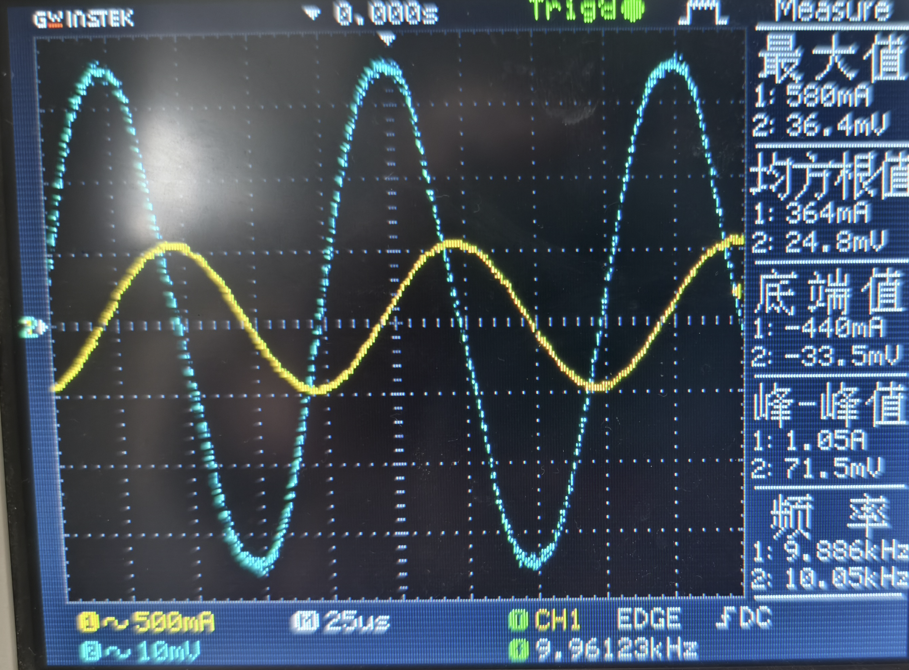 GWINSTEK
0.000s
Trig'd
Measure
最大值
1: 580mA
2: 36.4mV
均方根值
1: 364mA
2: 24.8mV
底端值
1: -440mA
2: -33.5mV
峰-峰值
1: 1.05A
2: 71.5mV
频率
1: 9.886kHz
2: 10.05kHz
2
1 ~ 500mA
M 25us
T CH1 EDGE DC
2 ~ 10mV
9.96123kHz